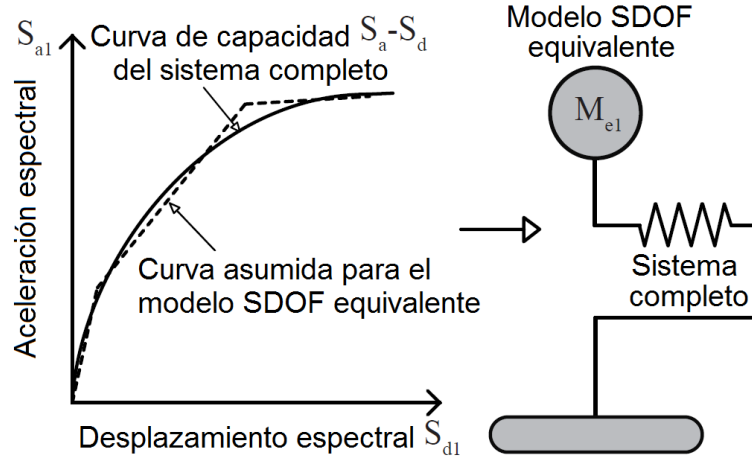 S_a1
Curva de capacidad S_a-S_d
del sistema completo
Aceleración espectral
Curva asumida para el
modelo SDOF equivalente
Desplazamiento espectral S_d1
Modelo SDOF
equivalente
M_e1
Sistema
completo